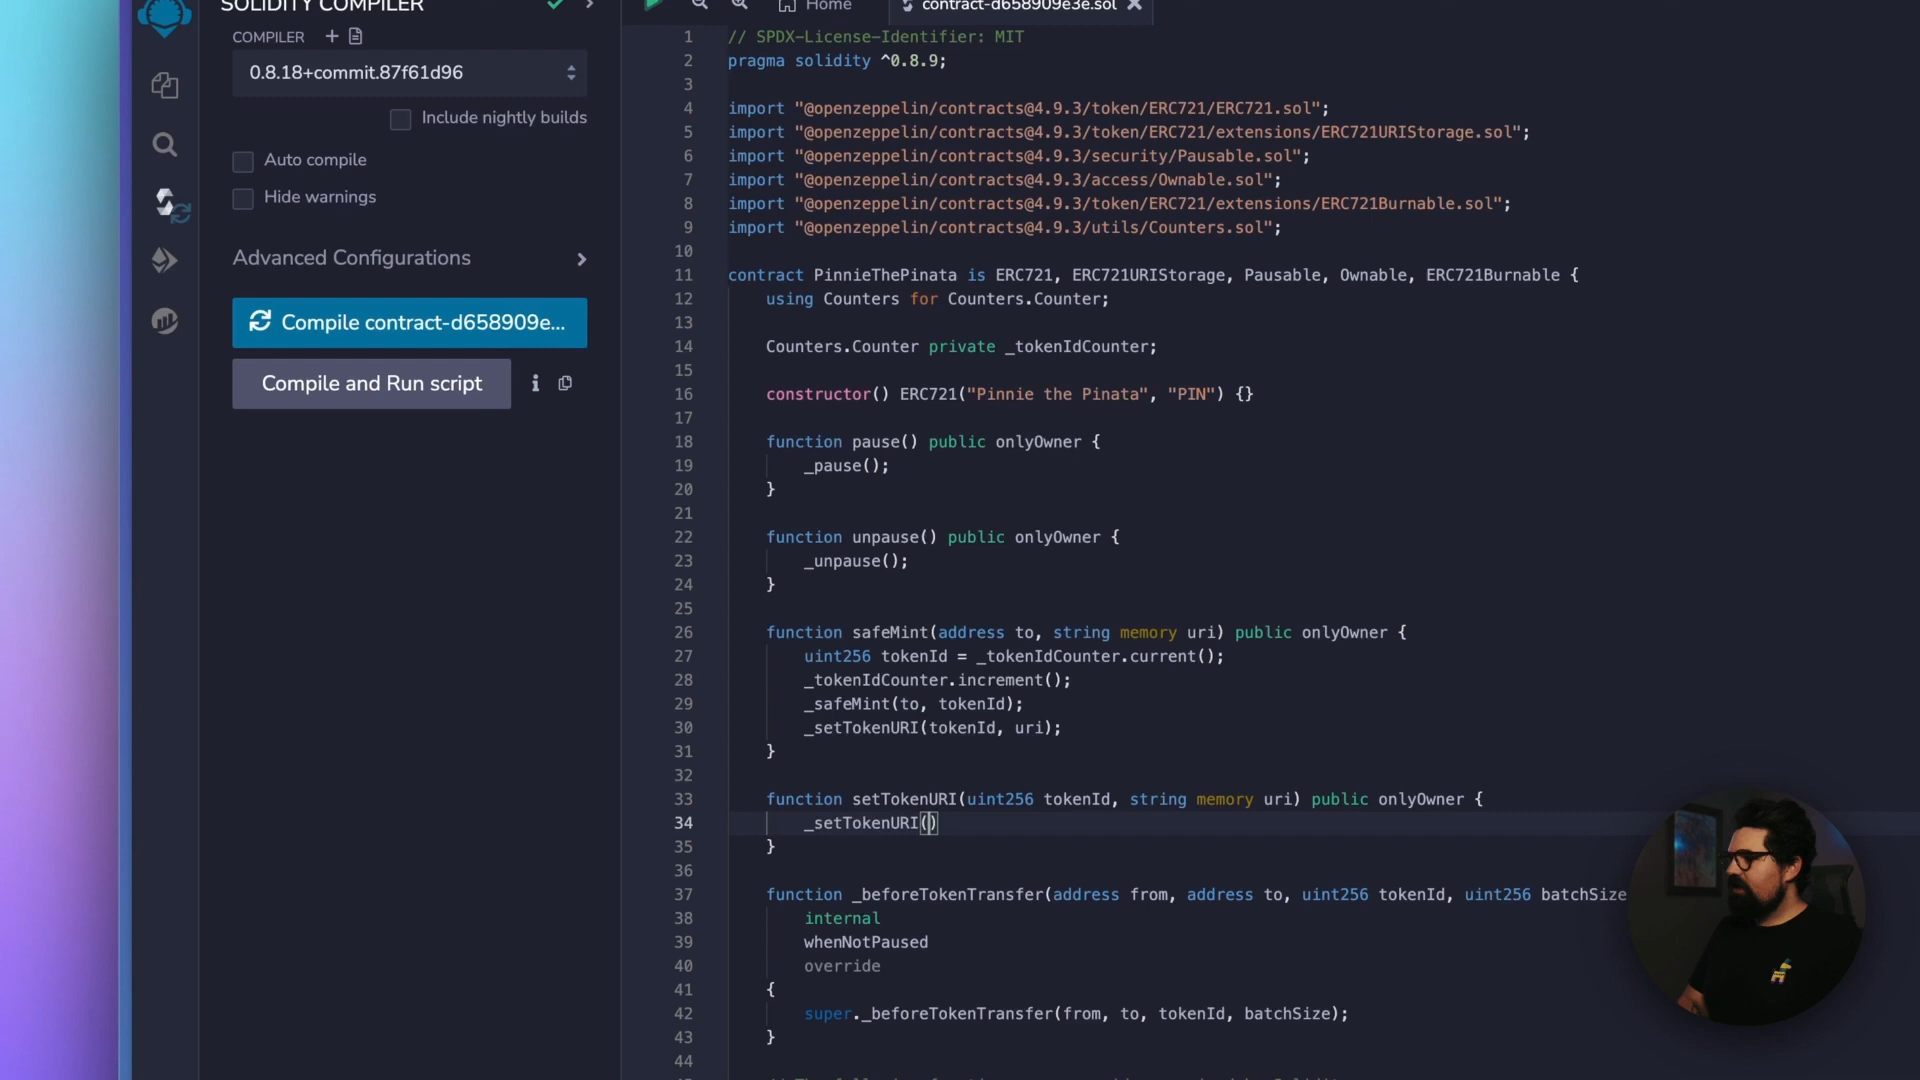 SOLIDITY COMPILER
COMPILER
0.8.18+commit.87f61d96
Include nightly builds
Auto compile
Hide warnings
Advanced Configurations
Compile contract-d658909e...
Compile and Run script
Home
contract-d658909e3e.sol
1 // SPDX-License-Identifier: MIT
2 pragma solidity ^0.8.9;
3
4 import "@openzeppelin/contracts@4.9.3/token/ERC721/ERC721.sol";
5 import "@openzeppelin/contracts@4.9.3/token/ERC721/extensions/ERC721URIStorage.sol";
6 import "@openzeppelin/contracts@4.9.3/security/Pausable.sol";
7 import "@openzeppelin/contracts@4.9.3/access/Ownable.sol";
8 import "@openzeppelin/contracts@4.9.3/token/ERC721/extensions/ERC721Burnable.sol";
9 import "@openzeppelin/contracts@4.9.3/utils/Counters.sol";
10
11 contract PinnieThePinata is ERC721, ERC721URIStorage, Pausable, Ownable, ERC721Burnable {
12 using Counters for Counters.Counter;
13
14 Counters.Counter private _tokenIdCounter;
15
16 constructor() ERC721("Pinnie the Pinata", "PIN") {}
17
18 function pause() public onlyOwner {
19 _pause();
20 }
21
22 function unpause() public onlyOwner {
23 _unpause();
24 }
25
26 function safeMint(address to, string memory uri) public onlyOwner {
27 uint256 tokenId = _tokenIdCounter.current();
28 _tokenIdCounter.increment();
29 _safeMint(to, tokenId);
30 _setTokenURI(tokenId, uri);
31 }
32
33 function setTokenURI(uint256 tokenId, string memory uri) public onlyOwner {
34 _setTokenURI()
35 }
36
37 function _beforeTokenTransfer(address from, address to, uint256 tokenId, uint256 batchSize
38 internal
39 whenNotPaused
40 override
41 {
42 super._beforeTokenTransfer(from, to, tokenId, batchSize);
43 }
44